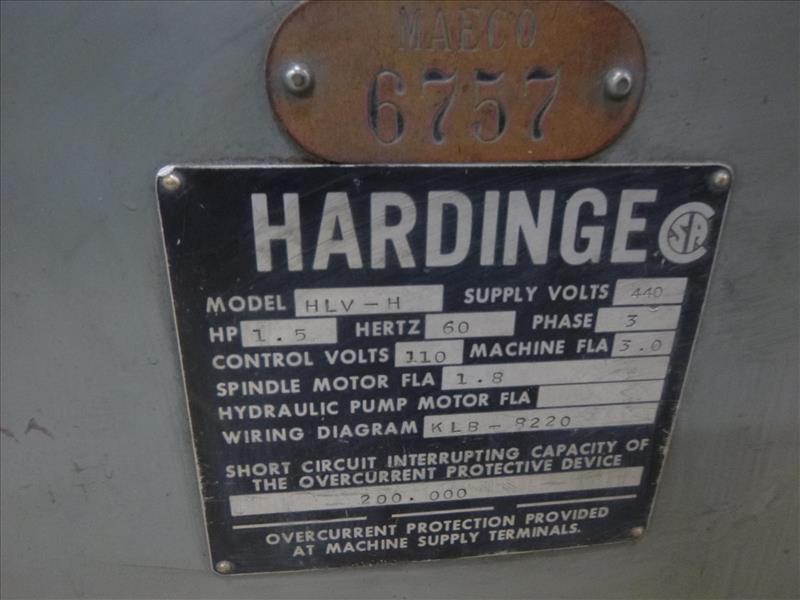 MAECO
6757
HARDINGE CSA
MODEL HLV-H SUPPLY VOLTS 440
HP 1.5 HERTZ 60 PHASE 3
CONTROL VOLTS 110 MACHINE FLA 3.0
SPINDLE MOTOR FLA 1.8
HYDRAULIC PUMP MOTOR FLA
WIRING DIAGRAM KLB-8220
SHORT CIRCUIT INTERRUPTING CAPACITY OF
THE OVERCURRENT PROTECTIVE DEVICE
200.000
OVERCURRENT PROTECTION PROVIDED
AT MACHINE SUPPLY TERMINALS.